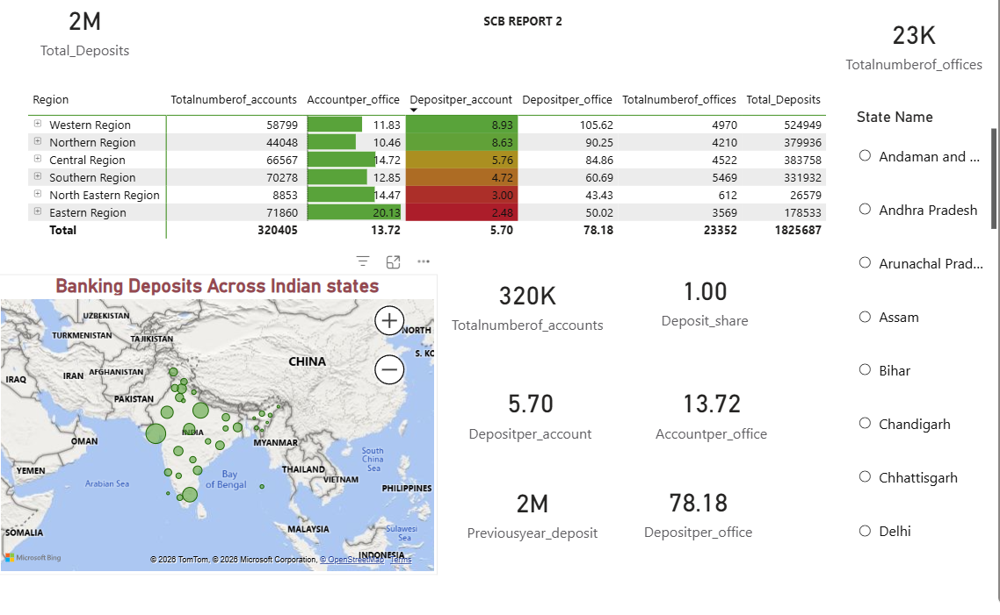 2M
Total_Deposits
SCB REPORT 2
23K
Totalnumberof_offices
Region Totalnumberof_accounts Accountper_office Depositper_account Depositper_office Totalnumberof_offices Total_Deposits
Western Region 58799 11.83 8.93 105.62 4970 524949
Northern Region 44048 10.46 8.63 90.25 4210 379936
Central Region 66567 14.72 5.76 84.86 4522 383758
Southern Region 70278 12.85 4.72 60.69 5469 331932
North Eastern Region 8853 14.47 3.00 43.43 612 26579
Eastern Region 71860 20.13 2.48 50.02 3569 178533
Total 320405 13.72 5.70 78.18 23352 1825687
Banking Deposits Across Indian states
UZBEKISTAN
TURKMENISTAN
TAJIKISTAN
NORTH
S. KO
CHINA
IRAQ
IRAN
AFGHANISTAN
PAKISTAN
INDIA
OMAN
MYANMAR
YEMEN
Arabian Sea
Bay
of Bengal
THAILAND
VIETNAM
South
China
Sea
PHILIPPINES
SOMALIA
MALAYSIA
Sulawesi
Sea
INDONESIA
Microsoft Bing
© 2026 TomTom, © 2026 Microsoft Corporation, © OpenStreetMap Terms
320K
Totalnumberof_accounts
1.00
Deposit_share
5.70
Depositper_account
13.72
Accountper_office
2M
Previousyear_deposit
78.18
Depositper_office
State Name
Andaman and ...
Andhra Pradesh
Arunachal Prad...
Assam
Bihar
Chandigarh
Chhattisgarh
Delhi